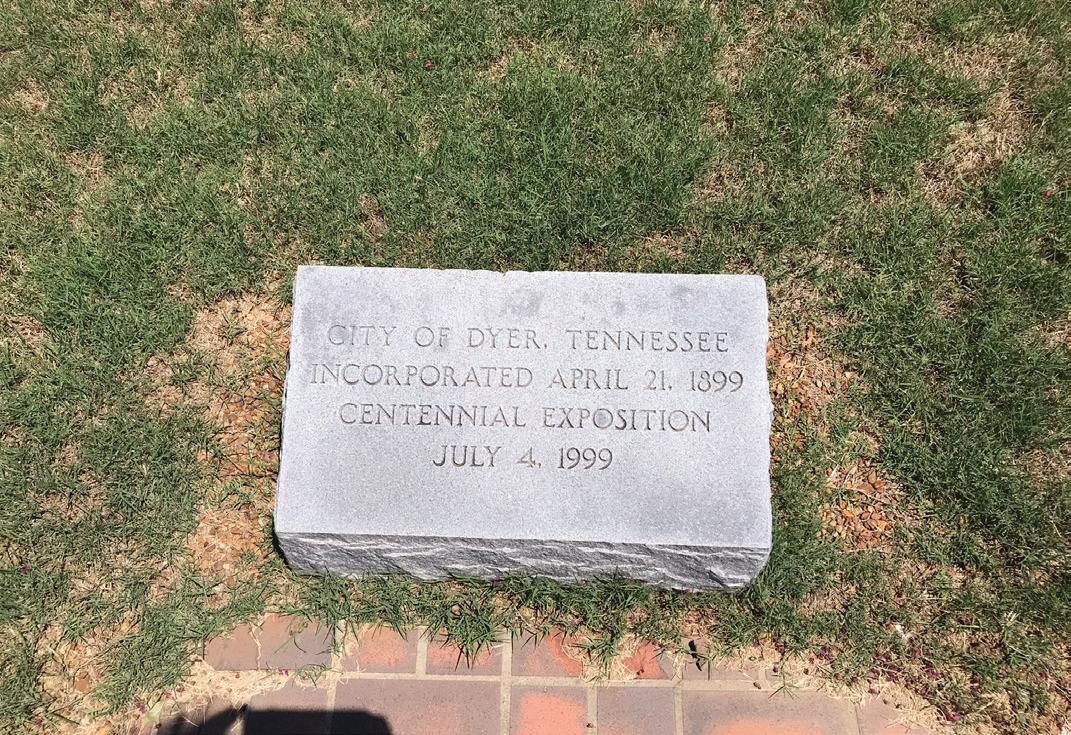 CITY OF DYER, TENNESSEE
INCORPORATED APRIL 21, 1899
CENTENNIAL EXPOSITION
JULY 4, 1999